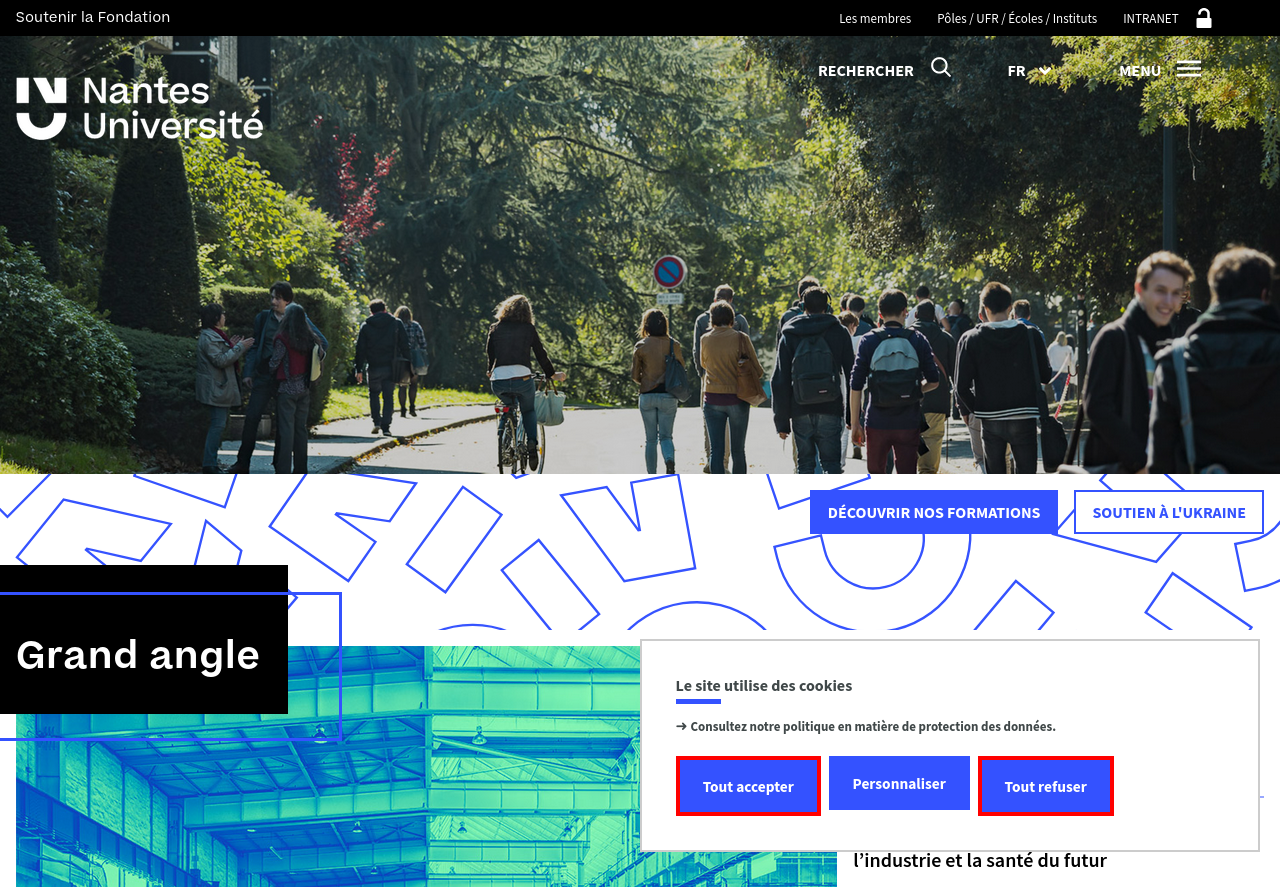 Soutenir la Fondation
Les membres
Pôles / UFR / Écoles / Instituts
INTRANET
Nantes
Université
RECHERCHER
FR
MENU
DÉCOUVRIR NOS FORMATIONS
SOUTIEN À L'UKRAINE
Grand angle
Le site utilise des cookies
➜ Consultez notre politique en matière de protection des données.
Tout accepter
Personnaliser
Tout refuser
l’industrie et la santé du futur